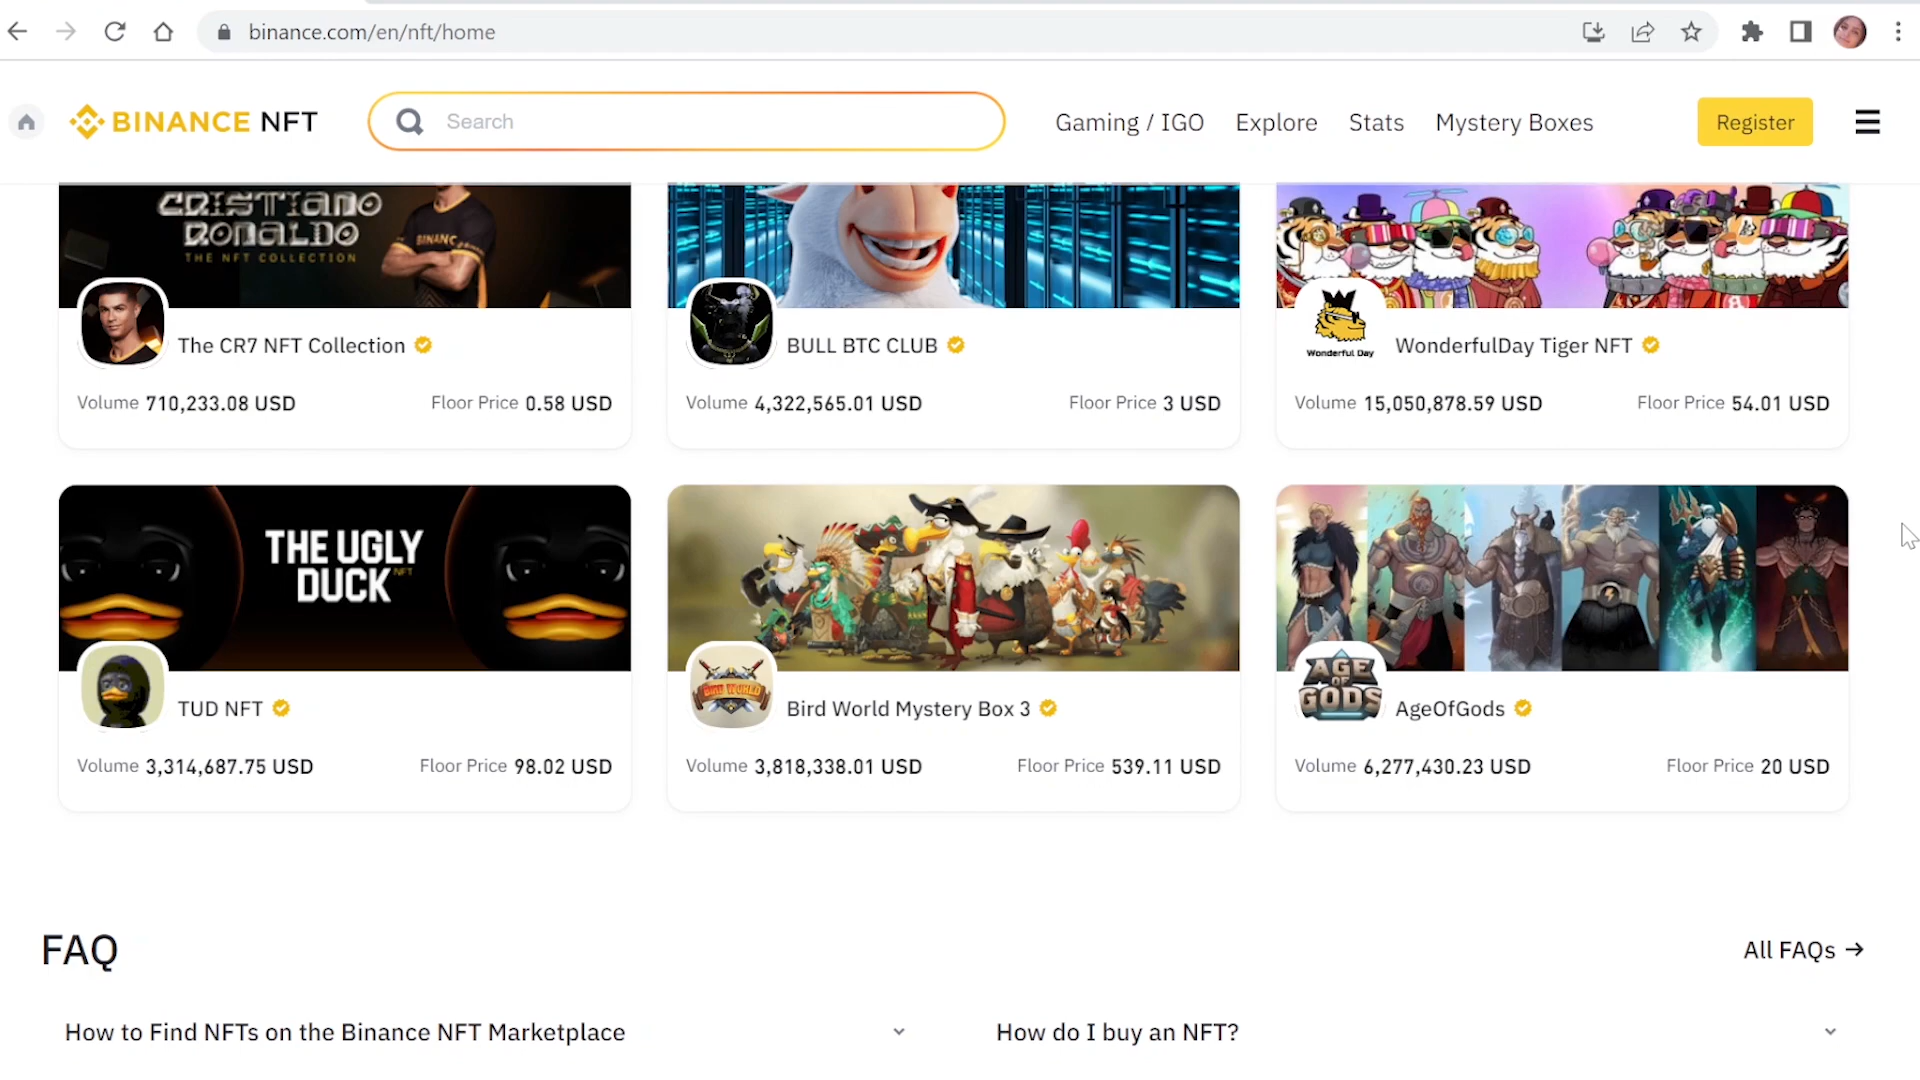 binance.com/en/nft/home
BINANCE NFT
Search
Gaming / IGO
Explore
Stats
Mystery Boxes
Register
CRISTIANO
RONALDO
THE NFT COLLECTION
BINANC
Wonderful Day
The CR7 NFT Collection
BULL BTC CLUB
WonderfulDay Tiger NFT
Volume 710,233.08 USD
Floor Price 0.58 USD
Volume 4,322,565.01 USD
Floor Price 3 USD
Volume 15,050,878.59 USD
Floor Price 54.01 USD
THE UGLY
DUCK NFT
BIRD WORLD
AGE
OF
GODS
TUD NFT
Bird World Mystery Box 3
AgeOfGods
Volume 3,314,687.75 USD
Floor Price 98.02 USD
Volume 3,818,338.01 USD
Floor Price 539.11 USD
Volume 6,277,430.23 USD
Floor Price 20 USD
FAQ
All FAQs
How to Find NFTs on the Binance NFT Marketplace
How do I buy an NFT?